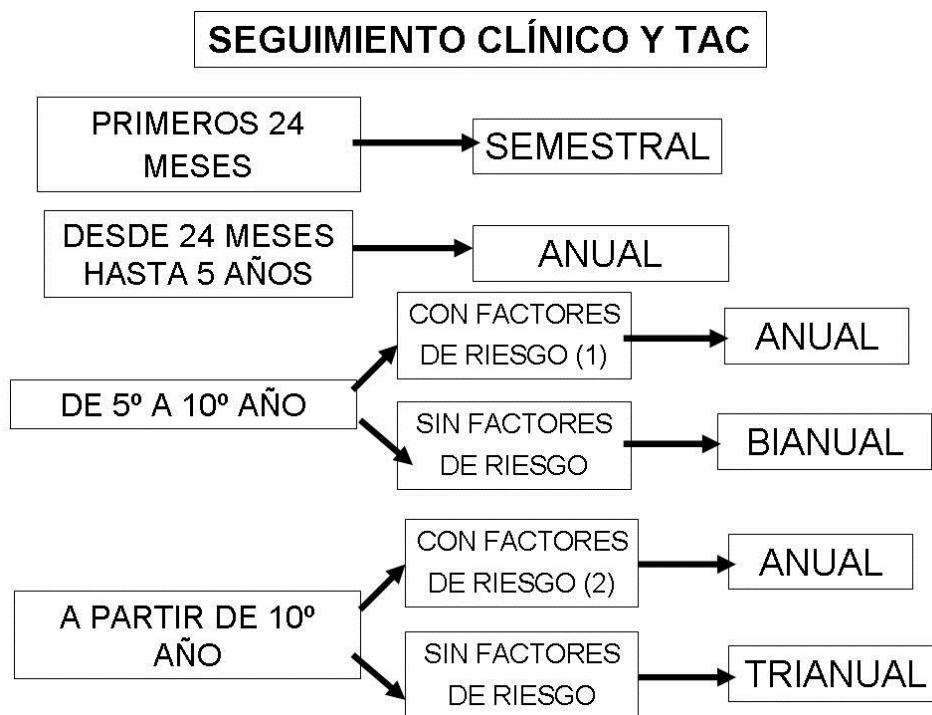 SEGUIMIENTO CLÍNICO Y TAC
PRIMEROS 24
MESES
SEMESTRAL
DESDE 24 MESES
HASTA 5 AÑOS
ANUAL
DE 5º A 10º AÑO
CON FACTORES
DE RIESGO (1)
ANUAL
SIN FACTORES
DE RIESGO
BIANUAL
A PARTIR DE 10º
AÑO
CON FACTORES
DE RIESGO (2)
ANUAL
SIN FACTORES
DE RIESGO
TRIANUAL